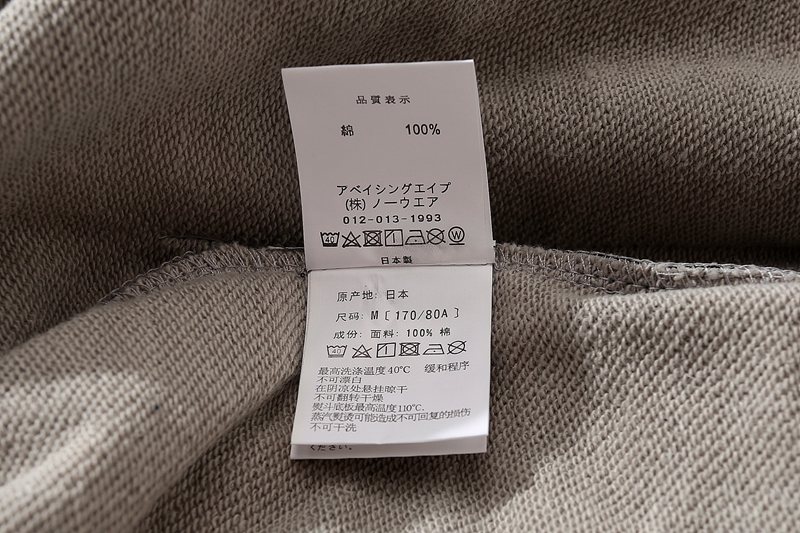 品質表示
綿 100%
アベイシングエイプ
(株) ノーウエア
012-013-1993
40
W
日本製
原产地: 日本
尺码: M [ 170/80A ]
成份: 面料: 100% 棉
40
最高洗涤温度40℃ 缓和程序
不可漂白
在阴凉处悬挂晾干
不可翻转干燥
熨斗底板最高温度110℃.
蒸汽熨烫可能造成不可回复的损伤
不可干洗
ください。